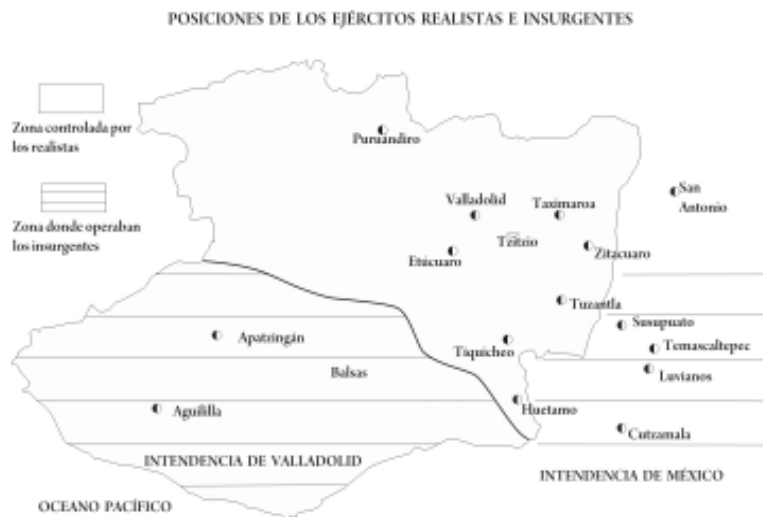 POSICIONES DE LOS EJÉRCITOS REALISTAS E INSURGENTES
Zona controlada por
los realistas
Zona donde operaban
los insurgentes
Puruándiro
Valladolid
Taximaroa
San
Antonio
Tzitzio
Etúcuaro
Zitacuaro
Tuzantla
Susupuato
Apatzingán
Tiquicheo
Temascaltepec
Balsas
Luvianos
Aguililla
Huetamo
Cutzamala
INTENDENCIA DE VALLADOLID
INTENDENCIA DE MÉXICO
OCEANO PACÍFICO